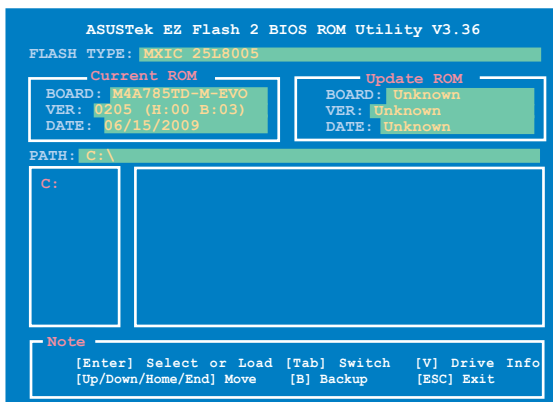 ASUSTek EZ Flash 2 BIOS ROM Utility V3.36
FLASH TYPE: MXIC 25L8005
Current ROM
BOARD: M4A785TD-M-EVO
VER: 0205 (H:00 B:03)
DATE: 06/15/2009
Update ROM
BOARD: Unknown
VER: Unknown
DATE: Unknown
PATH: C:\
C:
Note
[Enter] Select or Load [Tab] Switch [V] Drive Info
[Up/Down/Home/End] Move [B] Backup [ESC] Exit